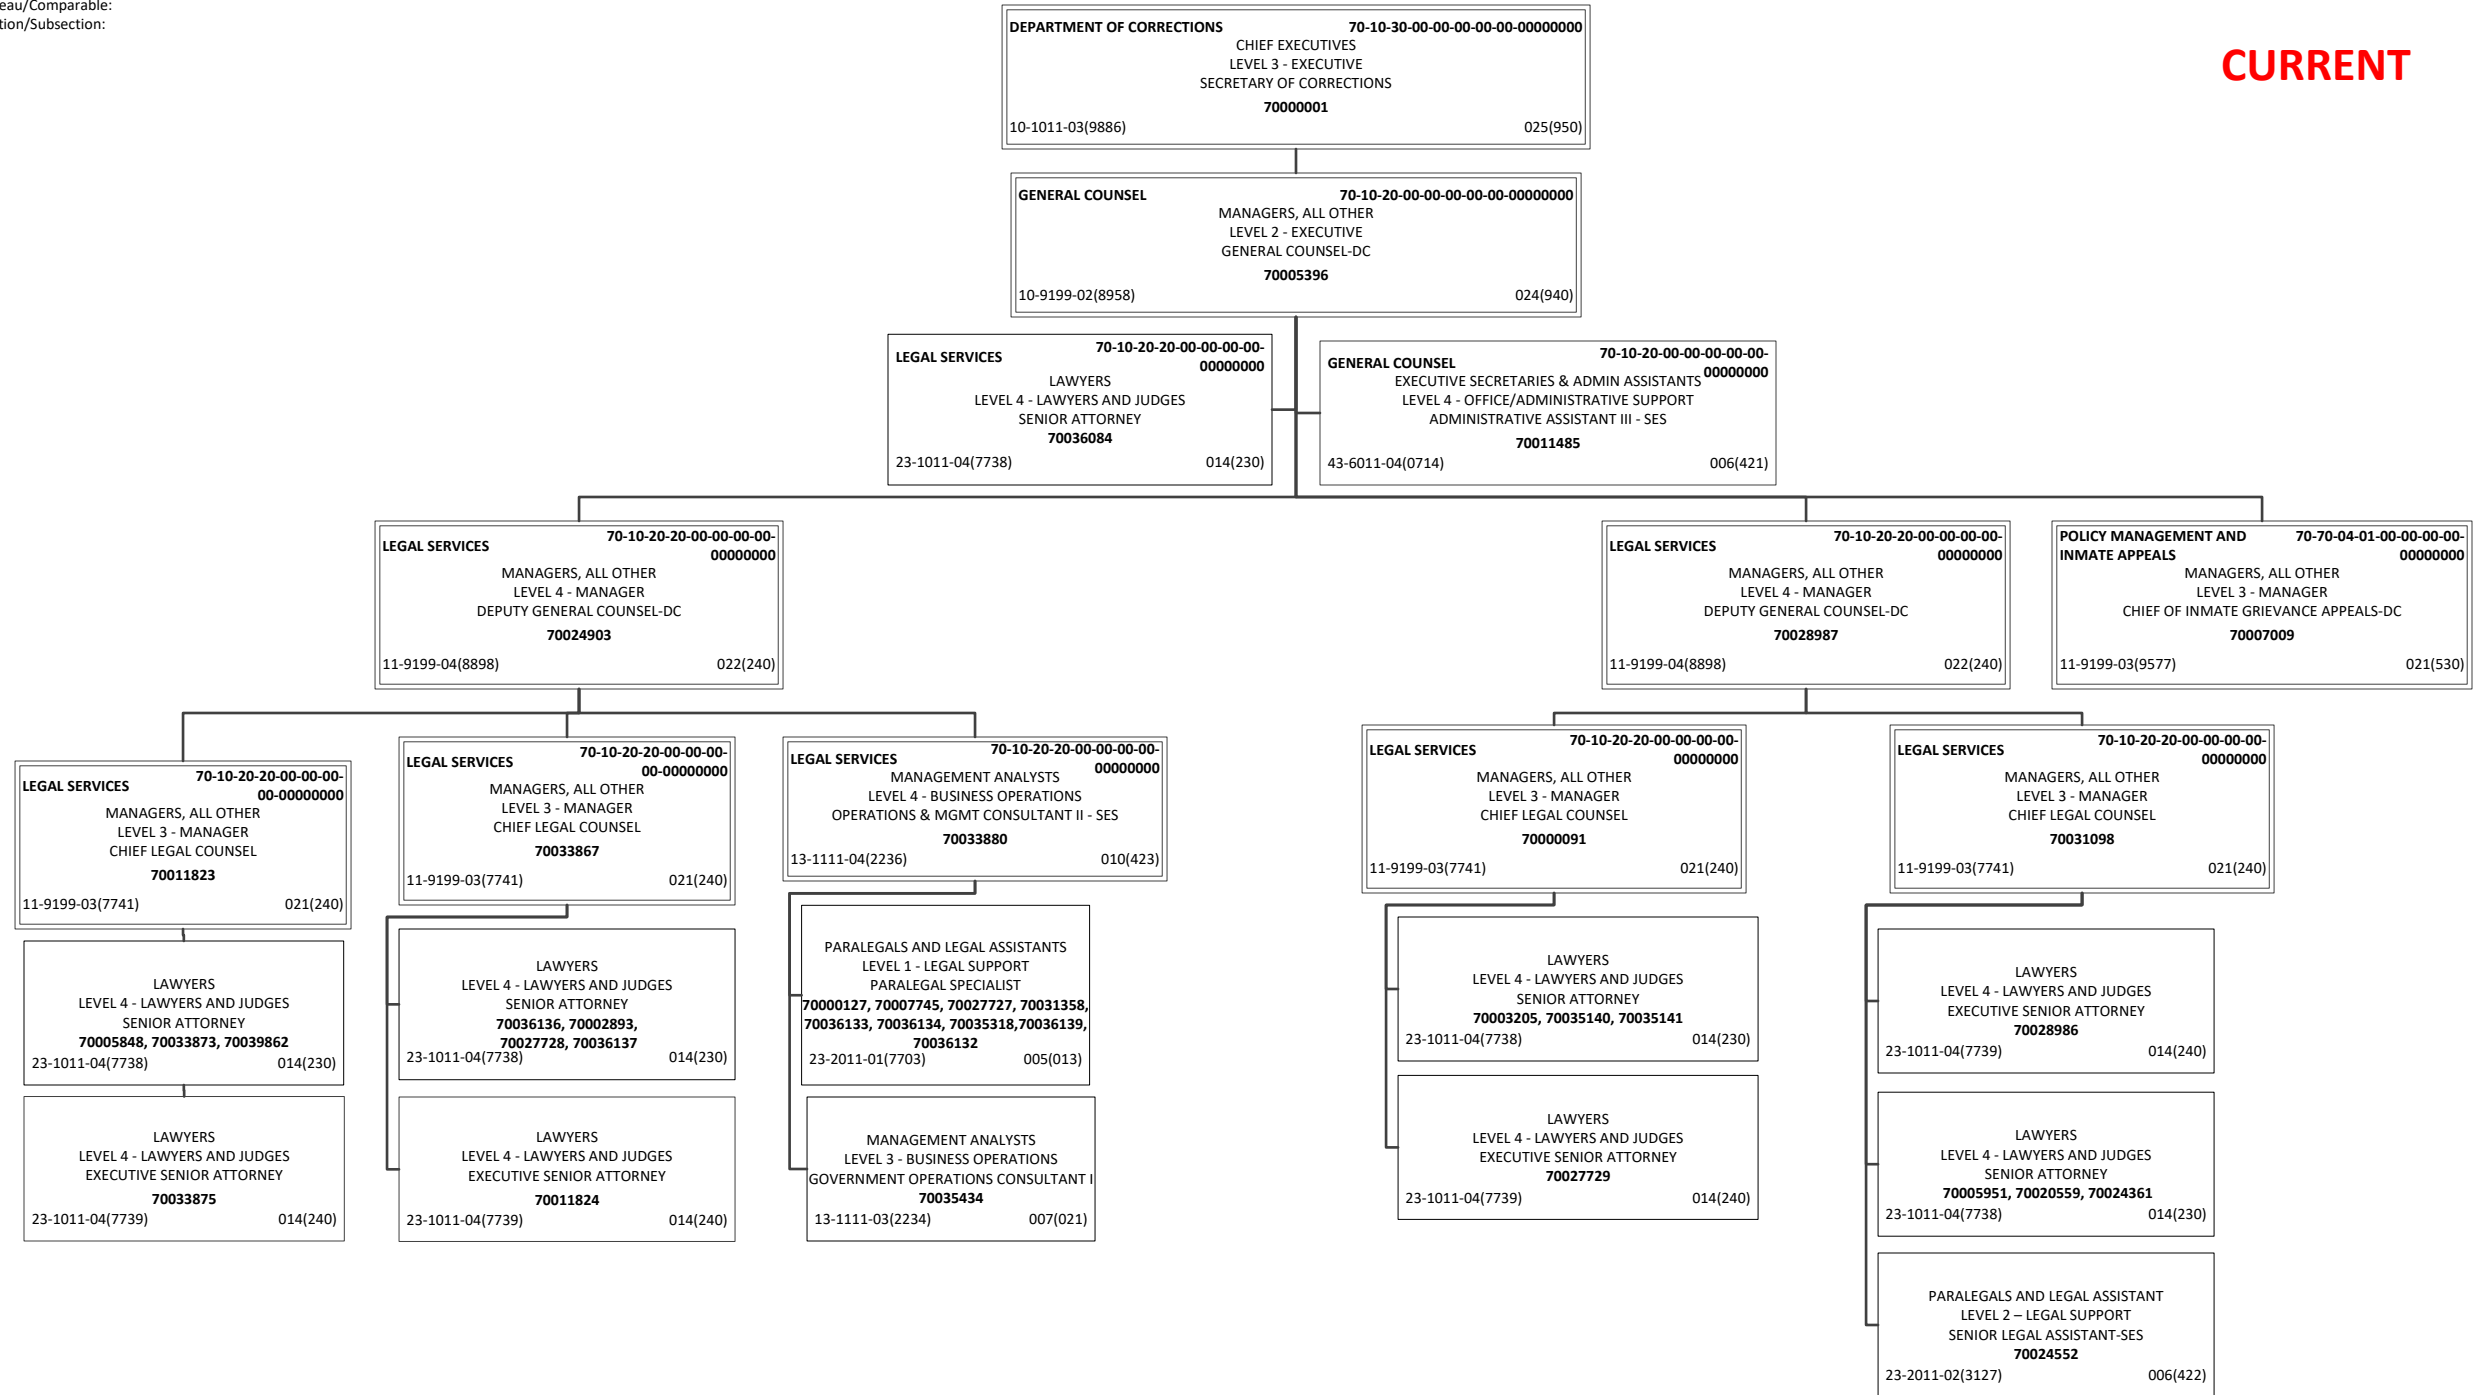 eau/Comparable:
tion/Subsection:
CURRENT
DEPARTMENT OF CORRECTIONS 70-10-30-00-00-00-00-00-00000000
CHIEF EXECUTIVES
LEVEL 3 - EXECUTIVE
SECRETARY OF CORRECTIONS
70000001
10-1011-03(9886) 025(950)
GENERAL COUNSEL 70-10-20-00-00-00-00-00-00000000
MANAGERS, ALL OTHER
LEVEL 2 - EXECUTIVE
GENERAL COUNSEL-DC
70005396
10-9199-02(8958) 024(940)
LEGAL SERVICES 70-10-20-20-00-00-00-00-
00000000
LAWYERS
LEVEL 4 - LAWYERS AND JUDGES
SENIOR ATTORNEY
70036084
23-1011-04(7738) 014(230)
GENERAL COUNSEL 70-10-20-00-00-00-00-00-
00000000
EXECUTIVE SECRETARIES & ADMIN ASSISTANTS
LEVEL 4 - OFFICE/ADMINISTRATIVE SUPPORT
ADMINISTRATIVE ASSISTANT III - SES
70011485
43-6011-04(0714) 006(421)
LEGAL SERVICES 70-10-20-20-00-00-00-00-
00000000
MANAGERS, ALL OTHER
LEVEL 4 - MANAGER
DEPUTY GENERAL COUNSEL-DC
70024903
11-9199-04(8898) 022(240)
LEGAL SERVICES 70-10-20-20-00-00-00-00-
00000000
MANAGERS, ALL OTHER
LEVEL 4 - MANAGER
DEPUTY GENERAL COUNSEL-DC
70028987
11-9199-04(8898) 022(240)
POLICY MANAGEMENT AND 70-70-04-01-00-00-00-00-
INMATE APPEALS 00000000
MANAGERS, ALL OTHER
LEVEL 3 - MANAGER
CHIEF OF INMATE GRIEVANCE APPEALS-DC
70007009
11-9199-03(9577) 021(530)
LEGAL SERVICES 70-10-20-20-00-00-00-
00-00000000
MANAGERS, ALL OTHER
LEVEL 3 - MANAGER
CHIEF LEGAL COUNSEL
70011823
11-9199-03(7741) 021(240)
LEGAL SERVICES 70-10-20-20-00-00-00-
00-00000000
MANAGERS, ALL OTHER
LEVEL 3 - MANAGER
CHIEF LEGAL COUNSEL
70033867
11-9199-03(7741) 021(240)
LEGAL SERVICES 70-10-20-20-00-00-00-00-
00000000
MANAGEMENT ANALYSTS
LEVEL 4 - BUSINESS OPERATIONS
OPERATIONS & MGMT CONSULTANT II - SES
70033880
13-1111-04(2236) 010(423)
LEGAL SERVICES 70-10-20-20-00-00-00-00-
00000000
MANAGERS, ALL OTHER
LEVEL 3 - MANAGER
CHIEF LEGAL COUNSEL
70000091
11-9199-03(7741) 021(240)
LEGAL SERVICES 70-10-20-20-00-00-00-00-
00000000
MANAGERS, ALL OTHER
LEVEL 3 - MANAGER
CHIEF LEGAL COUNSEL
70031098
11-9199-03(7741) 021(240)
LAWYERS
LEVEL 4 - LAWYERS AND JUDGES
SENIOR ATTORNEY
70005848, 70033873, 70039862
23-1011-04(7738) 014(230)
LAWYERS
LEVEL 4 - LAWYERS AND JUDGES
EXECUTIVE SENIOR ATTORNEY
70033875
23-1011-04(7739) 014(240)
LAWYERS
LEVEL 4 - LAWYERS AND JUDGES
SENIOR ATTORNEY
70036136, 70002893,
70027728, 70036137
23-1011-04(7738) 014(230)
LAWYERS
LEVEL 4 - LAWYERS AND JUDGES
EXECUTIVE SENIOR ATTORNEY
70011824
23-1011-04(7739) 014(240)
PARALEGALS AND LEGAL ASSISTANTS
LEVEL 1 - LEGAL SUPPORT
PARALEGAL SPECIALIST
70000127, 70007745, 70027727, 70031358,
70036133, 70036134, 70035318,70036139,
70036132
23-2011-01(7703) 005(013)
MANAGEMENT ANALYSTS
LEVEL 3 - BUSINESS OPERATIONS
GOVERNMENT OPERATIONS CONSULTANT I
70035434
13-1111-03(2234) 007(021)
LAWYERS
LEVEL 4 - LAWYERS AND JUDGES
SENIOR ATTORNEY
70003205, 70035140, 70035141
23-1011-04(7738) 014(230)
LAWYERS
LEVEL 4 - LAWYERS AND JUDGES
EXECUTIVE SENIOR ATTORNEY
70027729
23-1011-04(7739) 014(240)
LAWYERS
LEVEL 4 - LAWYERS AND JUDGES
EXECUTIVE SENIOR ATTORNEY
70028986
23-1011-04(7739) 014(240)
LAWYERS
LEVEL 4 - LAWYERS AND JUDGES
SENIOR ATTORNEY
70005951, 70020559, 70024361
23-1011-04(7738) 014(230)
PARALEGALS AND LEGAL ASSISTANT
LEVEL 2 – LEGAL SUPPORT
SENIOR LEGAL ASSISTANT-SES
70024552
23-2011-02(3127) 006(422)